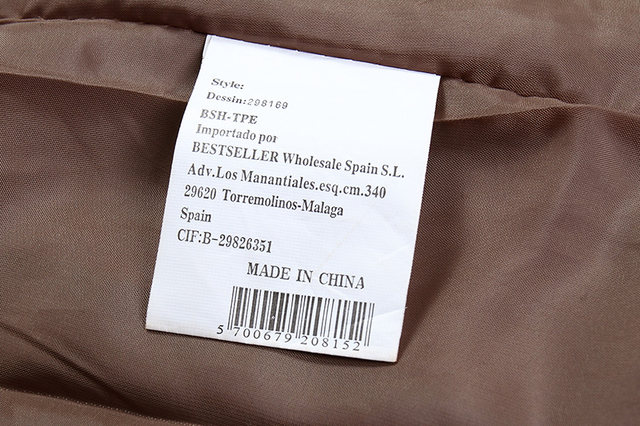 Style:
Dessin:298169
BSH-TPE
Importado por
BESTSELLER Wholesale Spain S.L.
Adv.Los Manantiales.esq.cm.340
29620 Torremolinos-Malaga
Spain
CIF:B-29826351
MADE IN CHINA
5 700679 208152